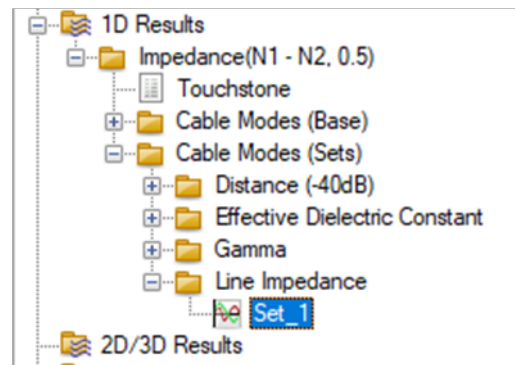 1D Results
Impedance(N1 - N2, 0.5)
Touchstone
Cable Modes (Base)
Cable Modes (Sets)
Distance (-40dB)
Effective Dielectric Constant
Gamma
Line Impedance
Set_1
2D/3D Results